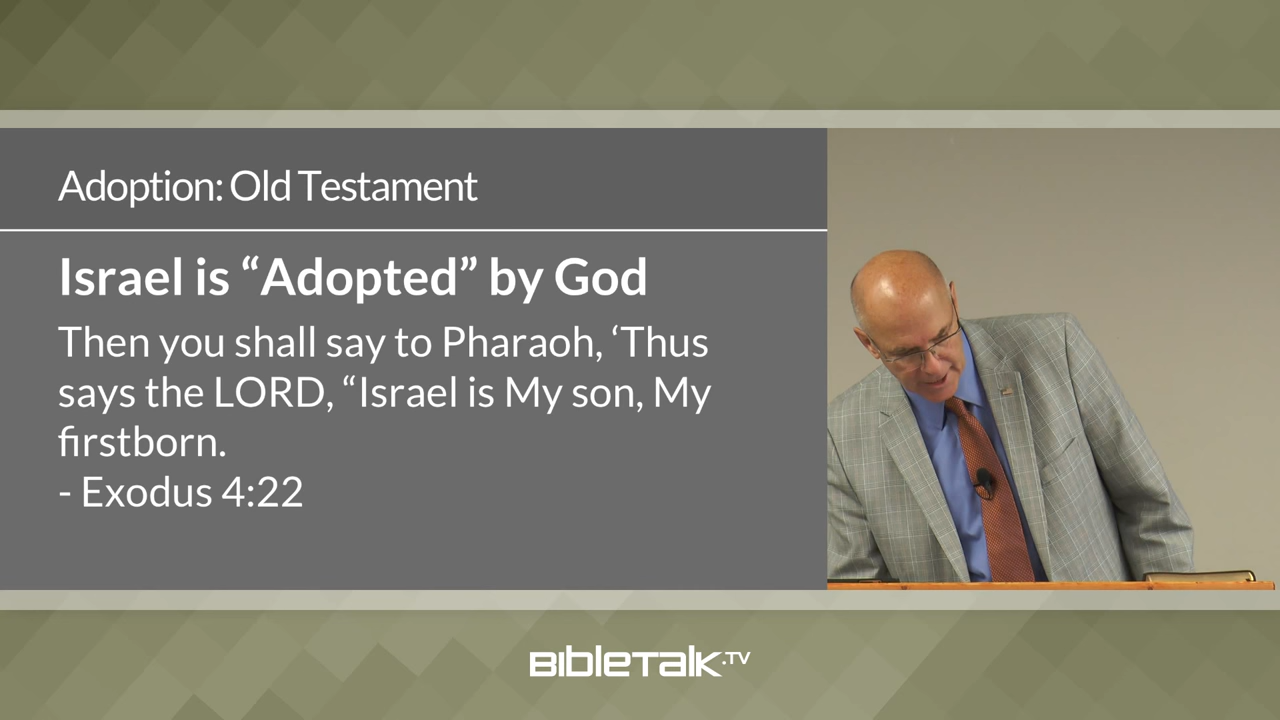 Adoption: Old Testament
Israel is “Adopted” by God
Then you shall say to Pharaoh, ‘Thus
says the LORD, “Israel is My son, My
firstborn.
- Exodus 4:22
BibleTalk.TV